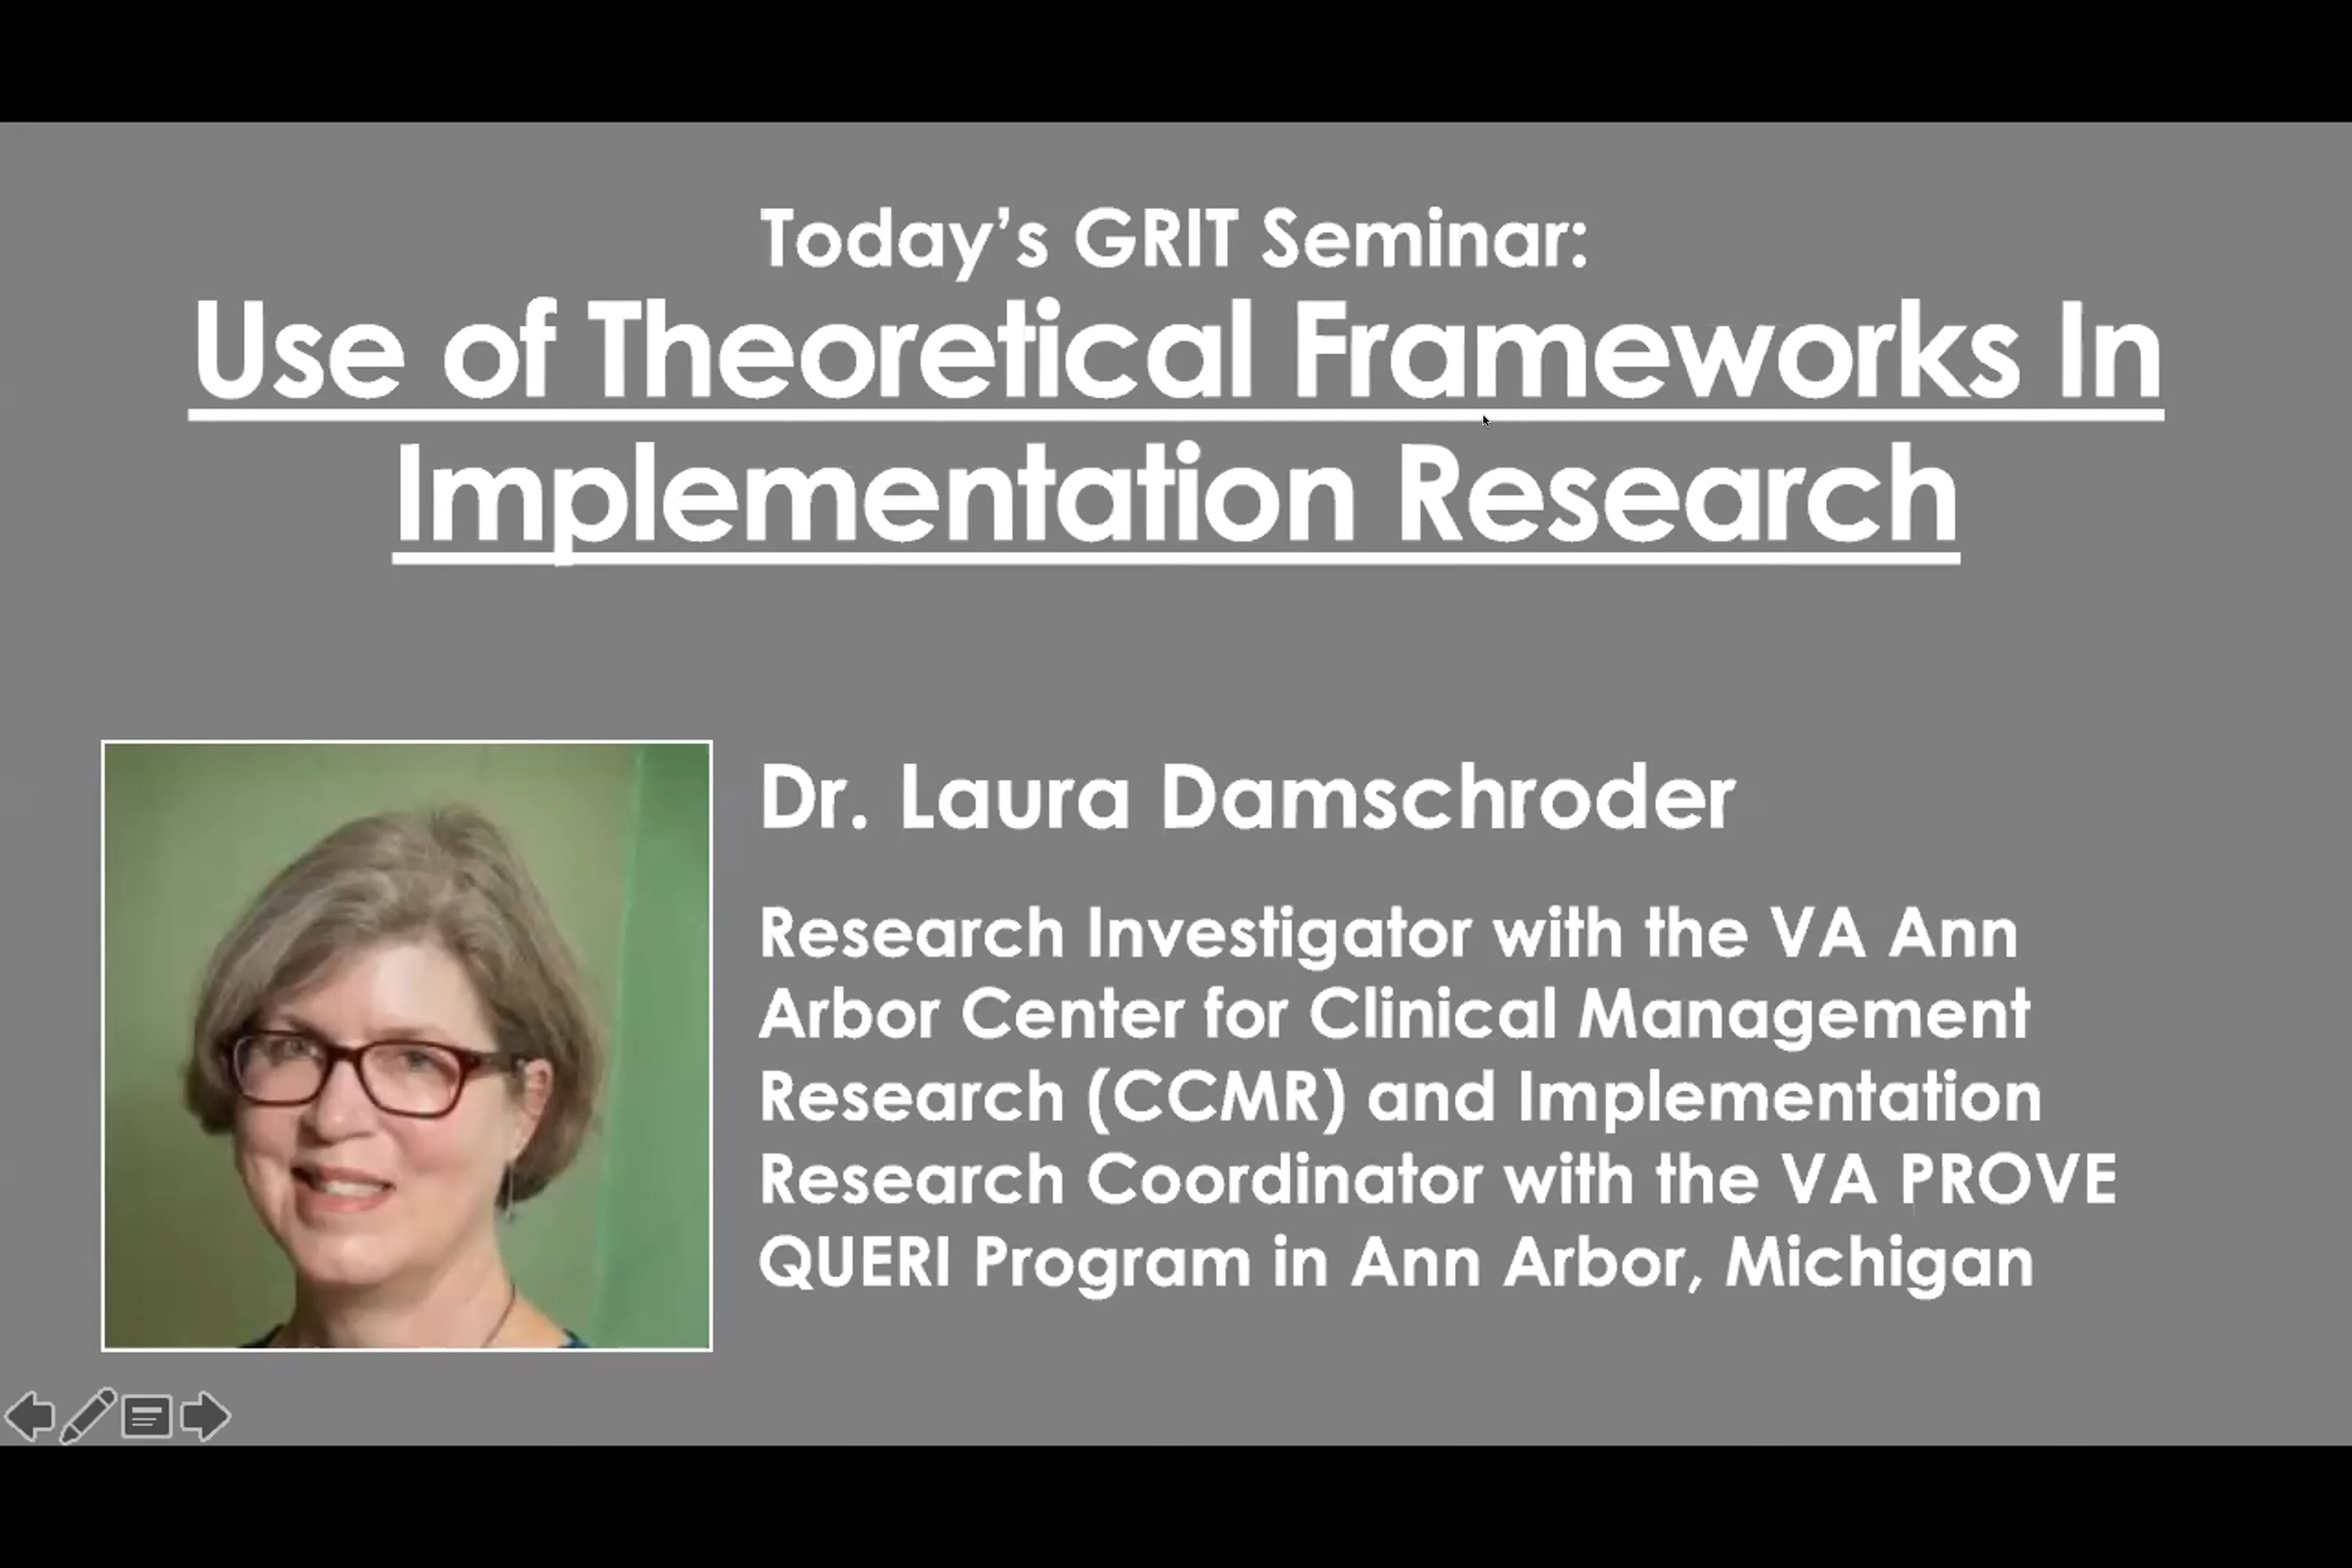 Today’s GRIT Seminar:
Use of Theoretical Frameworks In
Implementation Research
Dr. Laura Damschroder
Research Investigator with the VA Ann
Arbor Center for Clinical Management
Research (CCMR) and Implementation
Research Coordinator with the VA PROVE
QUERI Program in Ann Arbor, Michigan